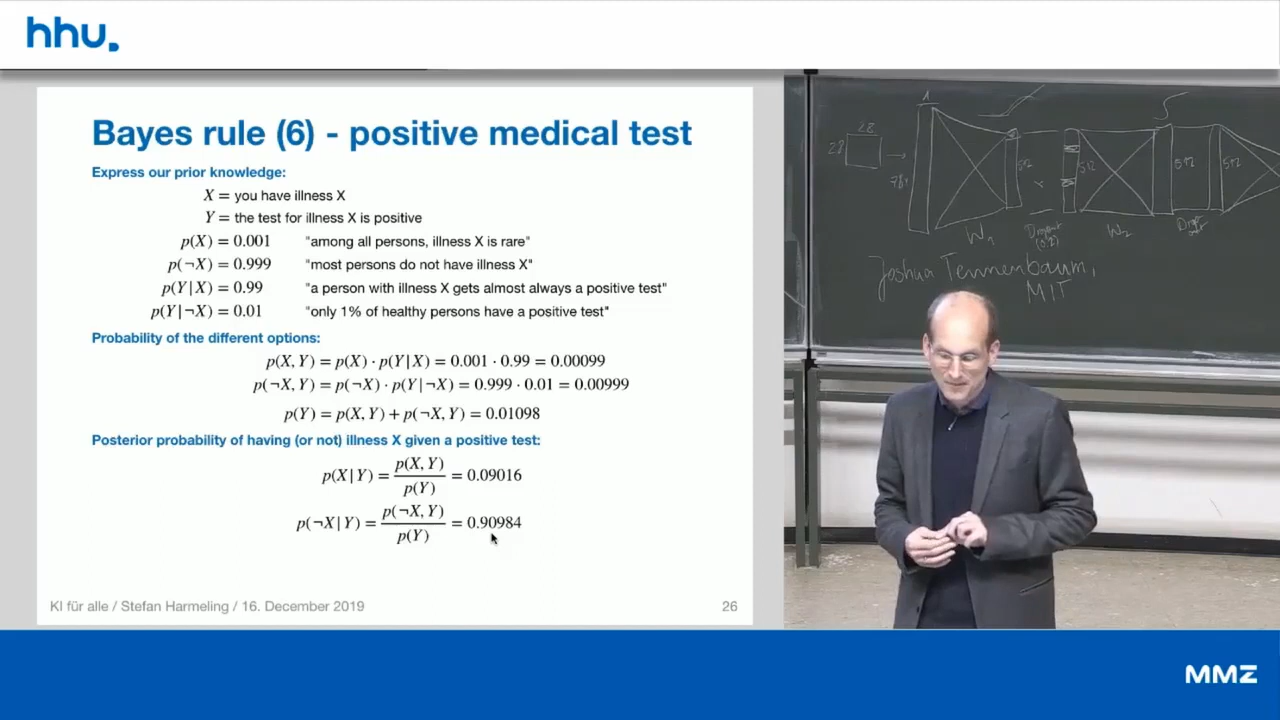 hhu.
Bayes rule (6) - positive medical test
Express our prior knowledge:
X = you have illness X
Y = the test for illness X is positive
p(X) = 0.001 "among all persons, illness X is rare"
p(¬X) = 0.999 "most persons do not have illness X"
p(Y|X) = 0.99 "a person with illness X gets almost always a positive test"
p(Y|¬X) = 0.01 "only 1% of healthy persons have a positive test"
Probability of the different options:
p(X, Y) = p(X) · p(Y|X) = 0.001 · 0.99 = 0.00099
p(¬X, Y) = p(¬X) · p(Y|¬X) = 0.999 · 0.01 = 0.00999
p(Y) = p(X, Y) + p(¬X, Y) = 0.01098
Posterior probability of having (or not) illness X given a positive test:
p(X|Y) = p(X, Y) / p(Y) = 0.09016
p(¬X|Y) = p(¬X, Y) / p(Y) = 0.90984
KI für alle / Stefan Harmeling / 16. December 2019 26
28
28
784
1
512
512
512
512
W₁
Dropout
(0.2)
W₂
Joshua Tennenbaum,
MIT
MMZ